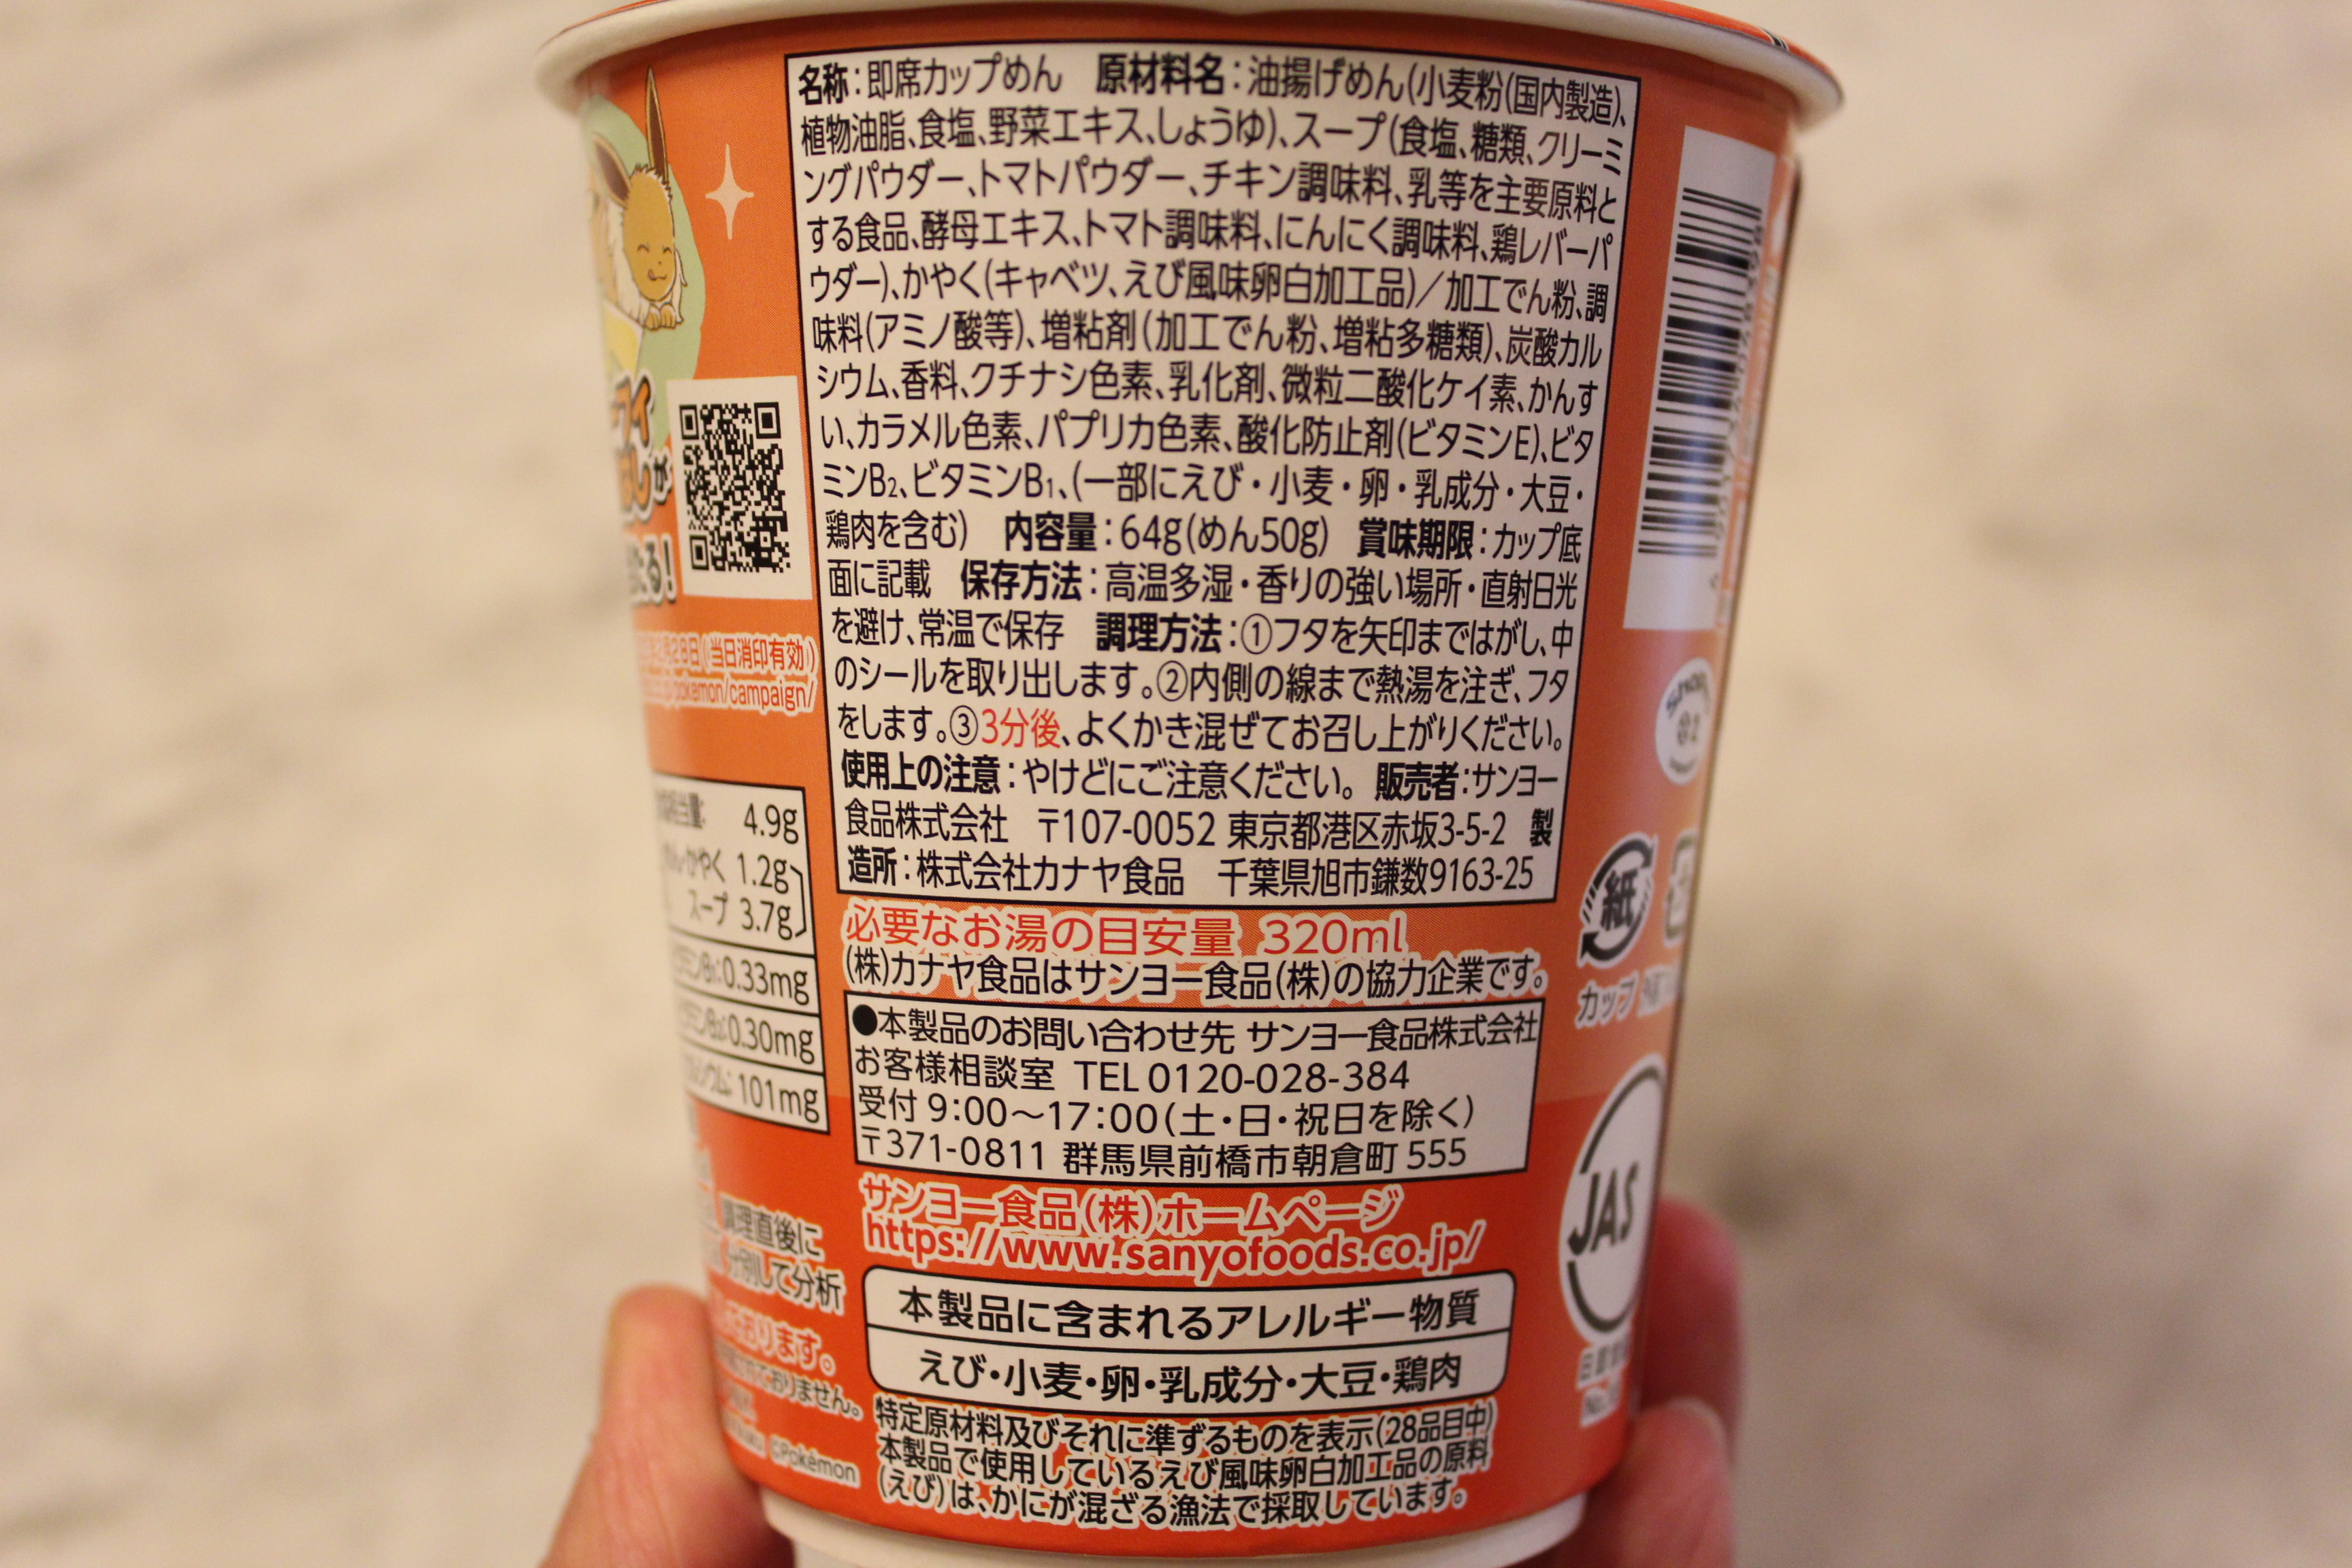 名称:即席カップめん 原材料名:油揚げめん(小麦粉(国内製造)、
植物油脂、食塩、野菜エキス、しょうゆ)、スープ(食塩、糖類、クリーミ
ングパウダー、トマトパウダー、チキン調味料、乳等を主要原料と
する食品、酵母エキス、トマト調味料、にんにく調味料、鶏レバーパ
ウダー)、かやく(キャベツ、えび風味卵白加工品)/加工でん粉、調
味料(アミノ酸等)、増粘剤(加工でん粉、増粘多糖類)、炭酸カル
シウム、香料、クチナシ色素、乳化剤、微粒二酸化ケイ素、かんす
い、カラメル色素、パプリカ色素、酸化防止剤(ビタミンE)、ビタ
ミンB₂、ビタミンB₁、(一部にえび・小麦・卵・乳成分・大豆・
鶏肉を含む) 内容量:64g(めん50g) 賞味期限:カップ底
面に記載 保存方法:高温多湿・香りの強い場所・直射日光
を避け、常温で保存 調理方法:①フタを矢印まではがし、中
のシールを取り出します。②内側の線まで熱湯を注ぎ、フタ
をします。③3分後、よくかき混ぜてお召し上がりください。
使用上の注意:やけどにご注意ください。 販売者:サンヨー
食品株式会社 〒107-0052 東京都港区赤坂3-5-2 製
造所:株式会社カナヤ食品 千葉県旭市鎌数9163-25
必要なお湯の目安量 320ml
(株)カナヤ食品はサンヨー食品(株)の協力企業です。
●本製品のお問い合わせ先 サンヨー食品株式会社
お客様相談室 TEL 0120-028-384
受付 9:00〜17:00(土・日・祝日を除く)
〒371-0811 群馬県前橋市朝倉町 555
サンヨー食品(株)ホームページ
https://www.sanyofoods.co.jp/
本製品に含まれるアレルギー物質
えび・小麦・卵・乳成分・大豆・鶏肉
特定原材料及びそれに準ずるものを表示(28品目中)
本製品で使用しているえび風味卵白加工品の原料
(えび)は、かにが混ざる漁法で採取しています。
が
る!
月28日(当日消印有効)
pokemon/campaign/
相当量: 4.9g
かやく 1.2g
スープ 3.7g
0.33mg
0.30mg
101mg
調理直後に
分別して分析
おります。
ておりません。
©Pokémon
紙
カップ
JAS